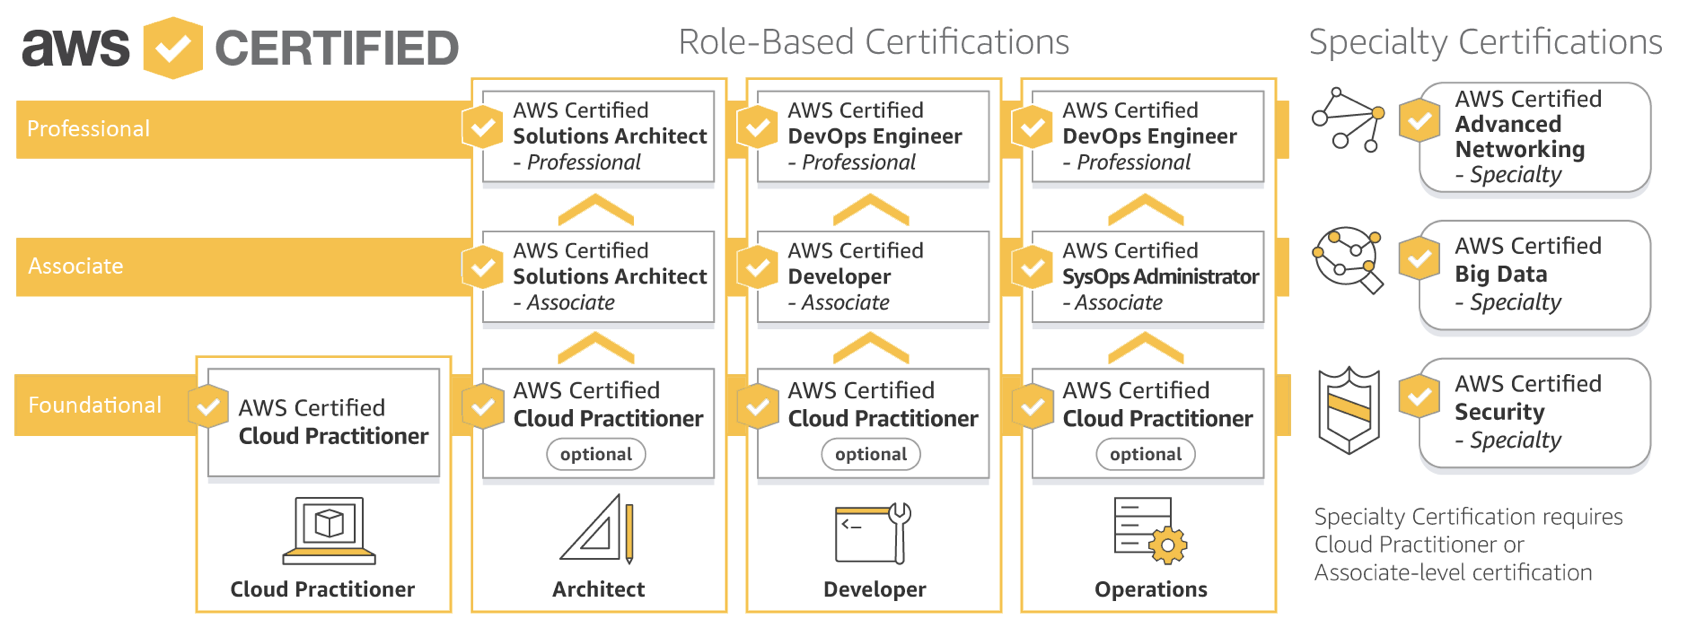 aws CERTIFIED
Role-Based Certifications
Specialty Certifications
Professional
AWS Certified
Solutions Architect
- Professional
AWS Certified
DevOps Engineer
- Professional
AWS Certified
DevOps Engineer
- Professional
AWS Certified
Advanced
Networking
- Specialty
Associate
AWS Certified
Solutions Architect
- Associate
AWS Certified
Developer
- Associate
AWS Certified
SysOps Administrator
- Associate
AWS Certified
Big Data
- Specialty
Foundational
AWS Certified
Cloud Practitioner
AWS Certified
Cloud Practitioner
optional
AWS Certified
Cloud Practitioner
optional
AWS Certified
Cloud Practitioner
optional
AWS Certified
Security
- Specialty
Cloud Practitioner
Architect
Developer
Operations
Specialty Certification requires
Cloud Practitioner or
Associate-level certification